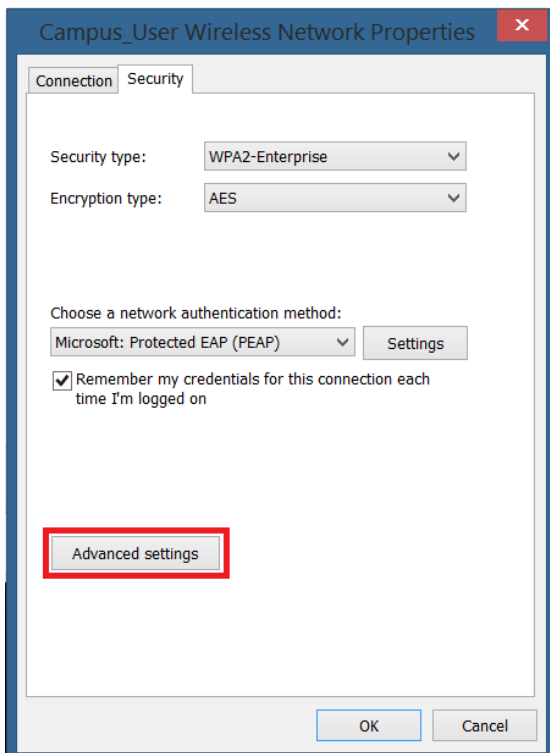 Campus_User Wireless Network Properties
Connection
Security
Security type:
WPA2-Enterprise
Encryption type:
AES
Choose a network authentication method:
Microsoft: Protected EAP (PEAP)
Settings
Remember my credentials for this connection each
time I'm logged on
Advanced settings
OK
Cancel